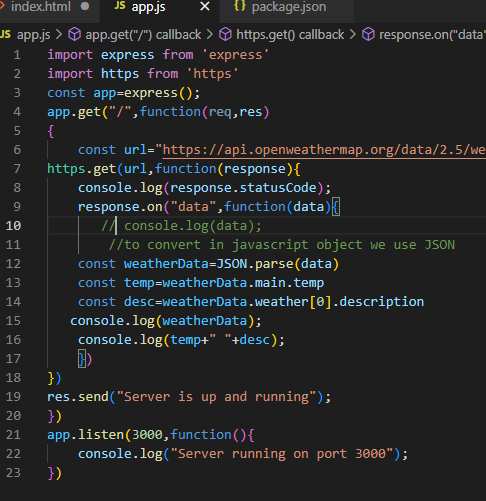 index.html app.js package.json
JS app.js > app.get("/") callback > https.get() callback > response.on("data"
1 import express from 'express'
2 import https from 'https'
3 const app=express();
4 app.get("/",function(req,res)
5 {
6 const url="https://api.openweathermap.org/data/2.5/we
7 https.get(url,function(response){
8 console.log(response.statusCode);
9 response.on("data",function(data){
10 // console.log(data);
11 //to convert in javascript object we use JSON
12 const weatherData=JSON.parse(data)
13 const temp=weatherData.main.temp
14 const desc=weatherData.weather[0].description
15 console.log(weatherData);
16 console.log(temp+" "+desc);
17 })
18 })
19 res.send("Server is up and running");
20 })
21 app.listen(3000,function(){
22 console.log("Server running on port 3000");
23 })